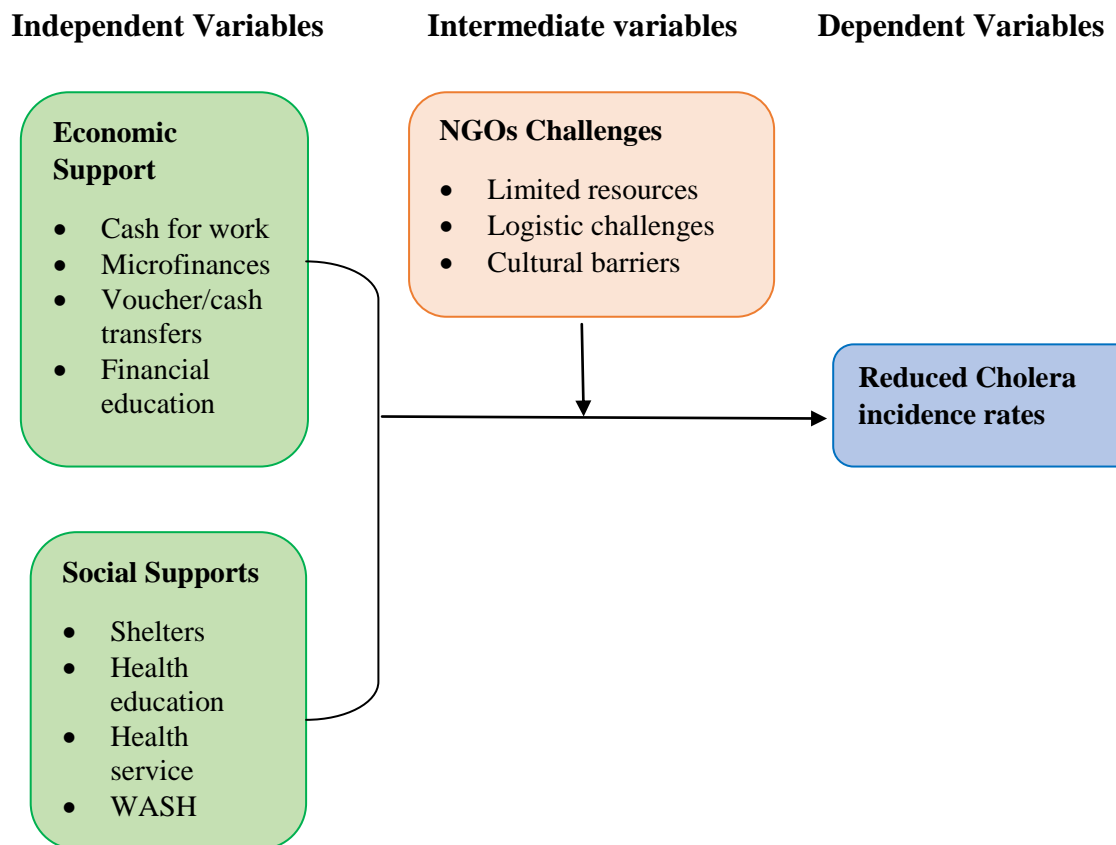 Independent Variables
Intermediate variables
Dependent Variables
Economic
Support
• Cash for work
• Microfinances
• Voucher/cash
transfers
• Financial
education
NGOs Challenges
• Limited resources
• Logistic challenges
• Cultural barriers
Reduced Cholera
incidence rates
Social Supports
• Shelters
• Health
education
• Health
service
• WASH